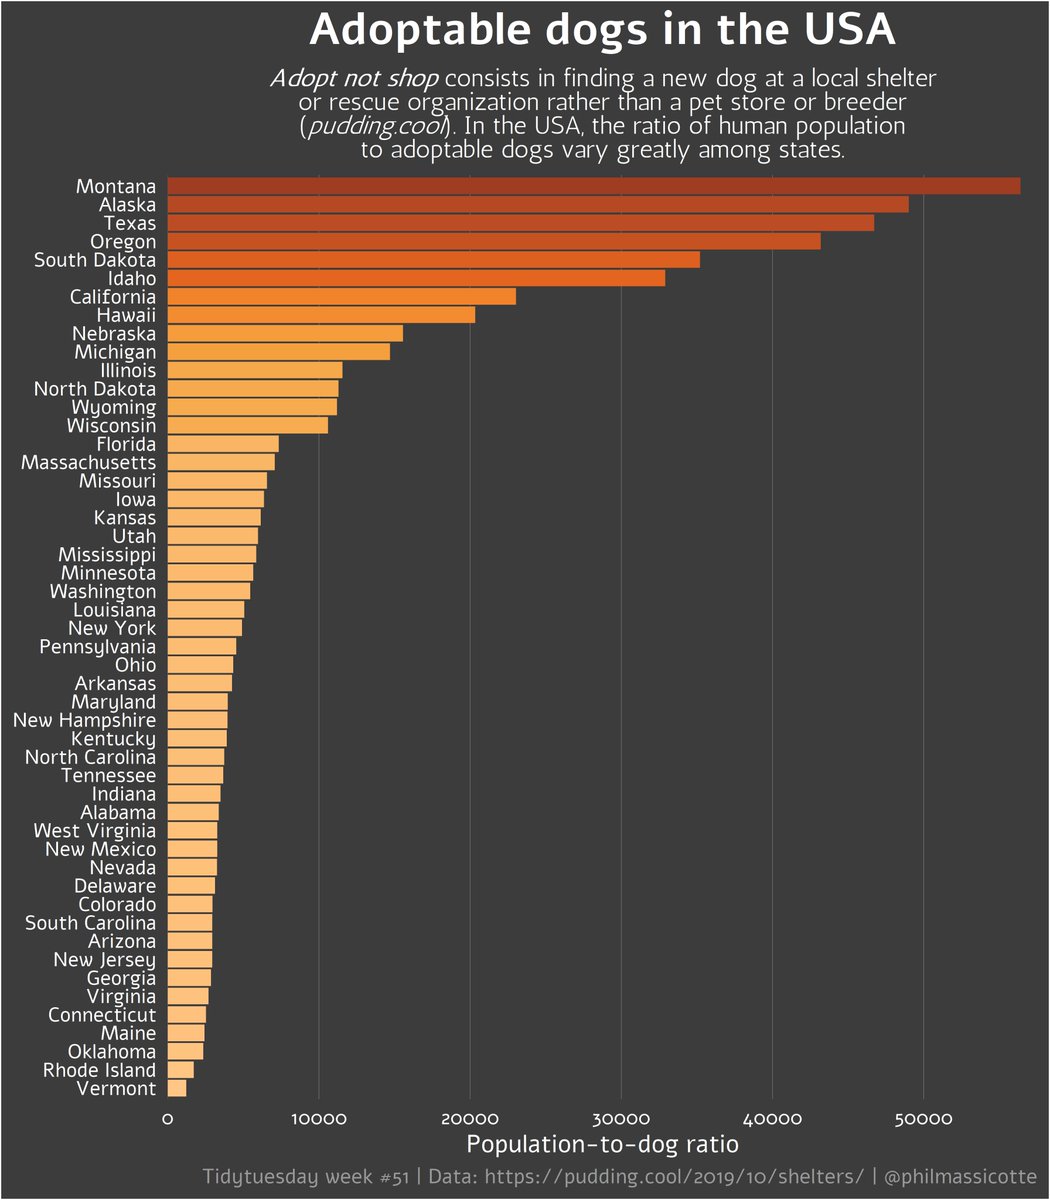 Adoptable dogs in the USA
Adopt not shop consists in finding a new dog at a local shelter
or rescue organization rather than a pet store or breeder
(pudding.cool). In the USA, the ratio of human population
to adoptable dogs vary greatly among states.
Montana
Alaska
Texas
Oregon
South Dakota
Idaho
California
Hawaii
Nebraska
Michigan
Illinois
North Dakota
Wyoming
Wisconsin
Florida
Massachusetts
Missouri
Iowa
Kansas
Utah
Mississippi
Minnesota
Washington
Louisiana
New York
Pennsylvania
Ohio
Arkansas
Maryland
New Hampshire
Kentucky
North Carolina
Tennessee
Indiana
Alabama
West Virginia
New Mexico
Nevada
Delaware
Colorado
South Carolina
Arizona
New Jersey
Georgia
Virginia
Connecticut
Maine
Oklahoma
Rhode Island
Vermont
0 10000 20000 30000 40000 50000
Population-to-dog ratio
Tidytuesday week #51 | Data: https://pudding.cool/2019/10/shelters/ | @philmassicotte